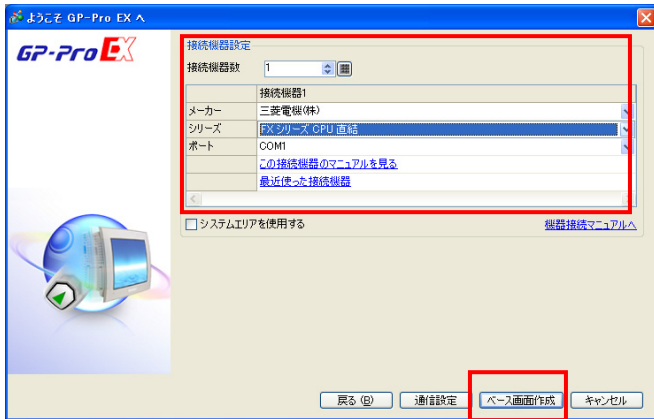 ようこそ GP-Pro EX へ
GP-Pro EX
接続機器設定
接続機器数 1
接続機器1
メーカー 三菱電機(株)
シリーズ FX シリーズ CPU 直結
ポート COM1
この接続機器のマニュアルを見る
最近使った接続機器
システムエリアを使用する 機器接続マニュアルへ
戻る (B) 通信設定 ベース画面作成 キャンセル